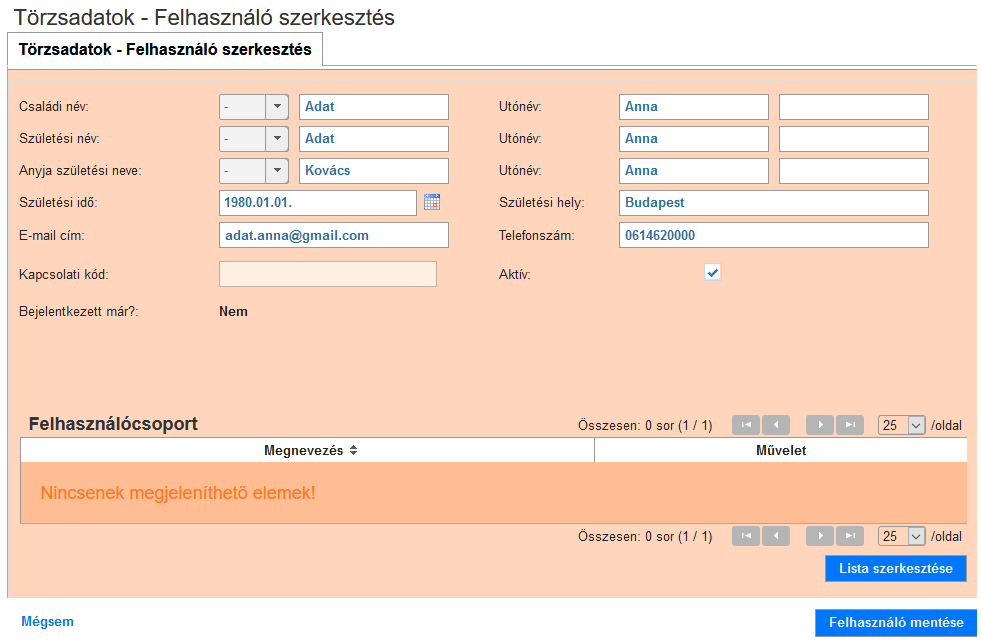 Törzsadatok - Felhasználó szerkesztés
Törzsadatok - Felhasználó szerkesztés
Családi név: - Adat Utónév: Anna
Születési név: - Adat Utónév: Anna
Anyja születési neve: - Kovács Utónév: Anna
Születési idő: 1980.01.01. Születési hely: Budapest
E-mail cím: adat.anna@gmail.com Telefonszám: 0614620000
Kapcsolati kód: Aktív:
Bejelentkezett már?: Nem
Felhasználócsoport Összesen: 0 sor (1 / 1) 25 /oldal
Megnevezés Művelet
Nincsenek megjeleníthető elemek!
Összesen: 0 sor (1 / 1) 25 /oldal
Lista szerkesztése
Mégsem Felhasználó mentése